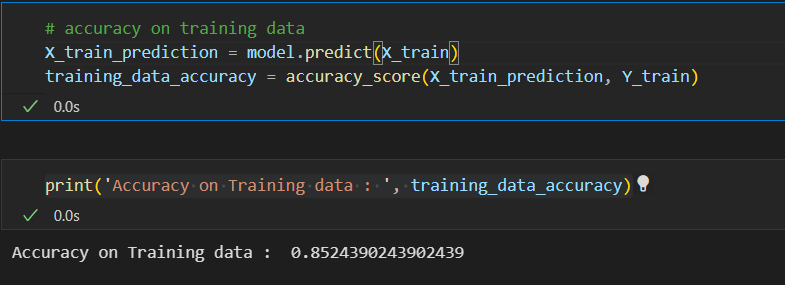 # accuracy on training data
X_train_prediction = model.predict(X_train)
training_data_accuracy = accuracy_score(X_train_prediction, Y_train)
0.0s
print('Accuracy on Training data : ', training_data_accuracy)
0.0s
Accuracy on Training data :  0.8524390243902439